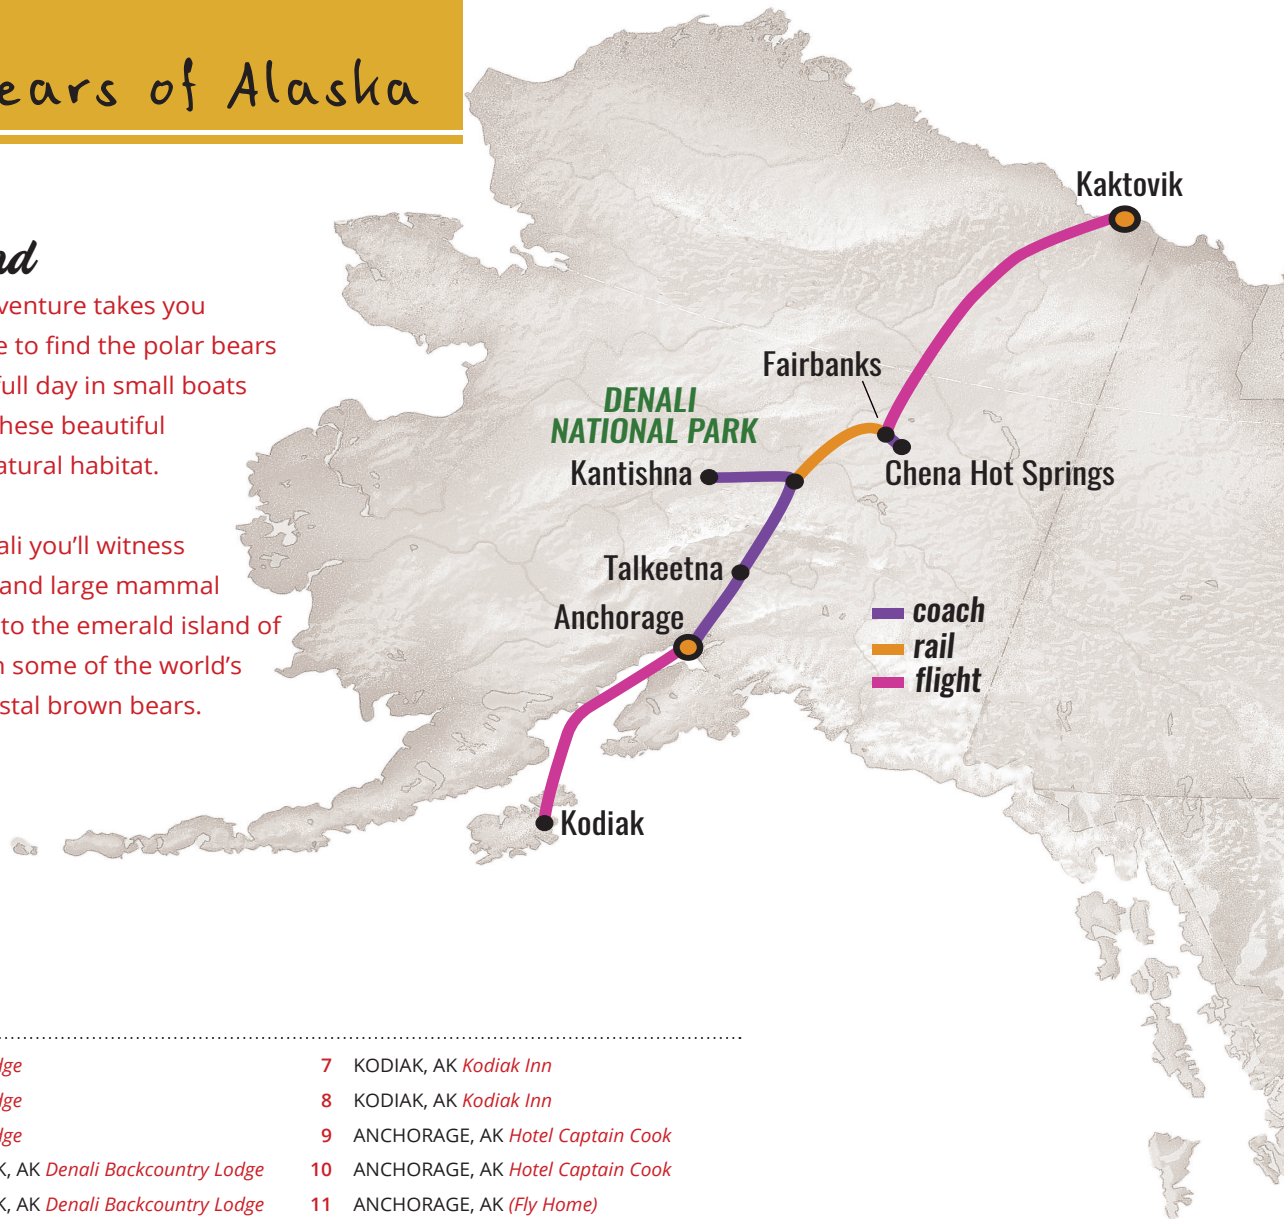 ears of Alaska
nd
venture takes you
e to find the polar bears
full day in small boats
these beautiful
atural habitat.
ali you’ll witness
and large mammal
to the emerald island of
n some of the world’s
stal brown bears.
Kaktovik
Fairbanks
DENALI
NATIONAL PARK
Kantishna
Chena Hot Springs
Talkeetna
Anchorage
coach
rail
flight
Kodiak
dge
dge
dge
K, AK Denali Backcountry Lodge
K, AK Denali Backcountry Lodge
7 KODIAK, AK Kodiak Inn
8 KODIAK, AK Kodiak Inn
9 ANCHORAGE, AK Hotel Captain Cook
10 ANCHORAGE, AK Hotel Captain Cook
11 ANCHORAGE, AK (Fly Home)